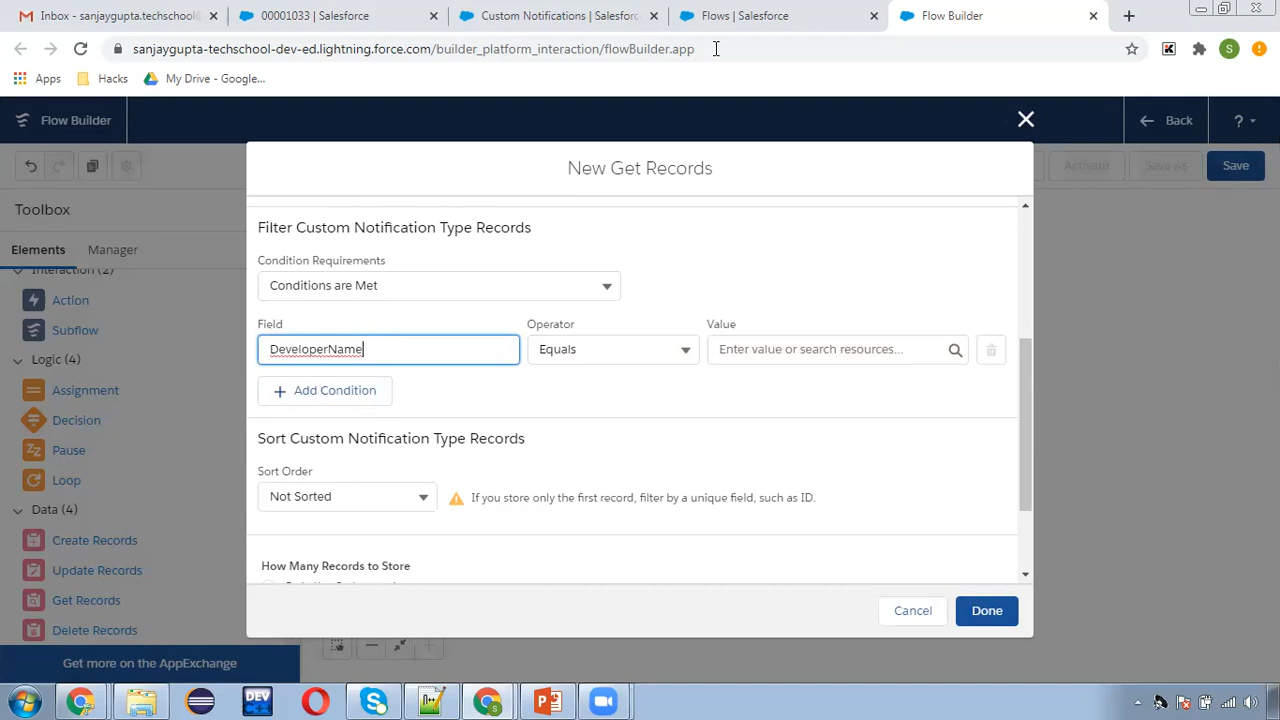 Inbox - sanjaygupta.techschool@
00001033 | Salesforce
Custom Notifications | Salesforc
Flows | Salesforce
Flow Builder
sanjaygupta-techschool-dev-ed.lightning.force.com/builder_platform_interaction/flowBuilder.app
Apps
Hacks
My Drive - Google...
Flow Builder
Back
?
New Get Records
Activate
Save As
Save
Toolbox
Elements
Manager
Interaction (2)
Action
Subflow
Logic (4)
Assignment
Decision
Pause
Loop
Data (4)
Create Records
Update Records
Get Records
Delete Records
Get more on the AppExchange
Filter Custom Notification Type Records
Condition Requirements
Conditions are Met
Field
Operator
Value
DeveloperName
Equals
Enter value or search resources...
+ Add Condition
Sort Custom Notification Type Records
Sort Order
Not Sorted
If you store only the first record, filter by a unique field, such as ID.
How Many Records to Store
Cancel
Done